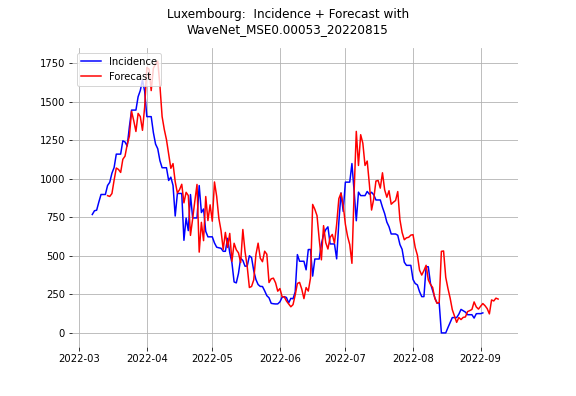 Luxembourg:  Incidence + Forecast with
WaveNet_MSE0.00053_20220815
Incidence
Forecast
1750
1500
1250
1000
750
500
250
0
2022-03 2022-04 2022-05 2022-06 2022-07 2022-08 2022-09